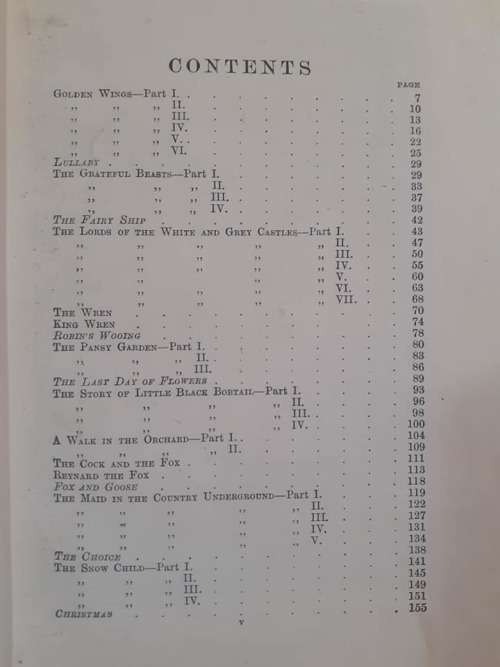 CONTENTS
PAGE
GOLDEN WINGS—Part I. . . . . . . . . 7
,, ,, ,, II. . . . . . . . . 10
,, ,, ,, III. . . . . . . . . 13
,, ,, ,, IV. . . . . . . . . 16
,, ,, ,, V. . . . . . . . . 22
,, ,, ,, VI. . . . . . . . . 25
LULLABY . . . . . . . . . . 29
THE GRATEFUL BEASTS—Part I. . . . . . . . 29
,, ,, ,, II. . . . . . . . 33
,, ,, ,, III. . . . . . . . 37
,, ,, ,, IV. . . . . . . . 39
THE FAIRY SHIP . . . . . . . . . 42
THE LORDS OF THE WHITE AND GREY CASTLES—Part I. . . . 43
,, ,, ,, ,, ,, II. . . . 47
,, ,, ,, ,, ,, III. . . . 50
,, ,, ,, ,, ,, IV. . . . 55
,, ,, ,, ,, ,, V. . . . 60
,, ,, ,, ,, ,, VI. . . . 63
,, ,, ,, ,, ,, VII. . . . 68
THE WREN . . . . . . . . . . 70
KING WREN . . . . . . . . . . 74
ROBIN'S WOOING . . . . . . . . . 78
THE PANSY GARDEN—Part I. . . . . . . . 80
,, ,, ,, II. . . . . . . . 83
,, ,, ,, III. . . . . . . . 86
THE LAST DAY OF FLOWERS . . . . . . . 89
THE STORY OF LITTLE BLACK BOBTAIL—Part I. . . . . 93
,, ,, ,, ,, II. . . . . 96
,, ,, ,, ,, III. . . . . 98
,, ,, ,, ,, IV. . . . . 100
A WALK IN THE ORCHARD—Part I. . . . . . . 104
,, ,, ,, ,, II. . . . . . . 109
THE COCK AND THE FOX . . . . . . . . 111
REYNARD THE FOX . . . . . . . . . 113
FOX AND GOOSE . . . . . . . . . 118
THE MAID IN THE COUNTRY UNDERGROUND—Part I. . . . 119
,, ,, ,, ,, ,, II. . . . 122
,, ,, ,, ,, ,, III. . . . 127
,, ,, ,, ,, ,, IV. . . . 131
,, ,, ,, ,, ,, V. . . . 134
THE CHOICE . . . . . . . . . . 138
THE SNOW CHILD—Part I. . . . . . . . . 141
,, ,, ,, II. . . . . . . . . 145
,, ,, ,, III. . . . . . . . . 149
,, ,, ,, IV. . . . . . . . . 151
CHRISTMAS . . . . . . . . . . 155
v